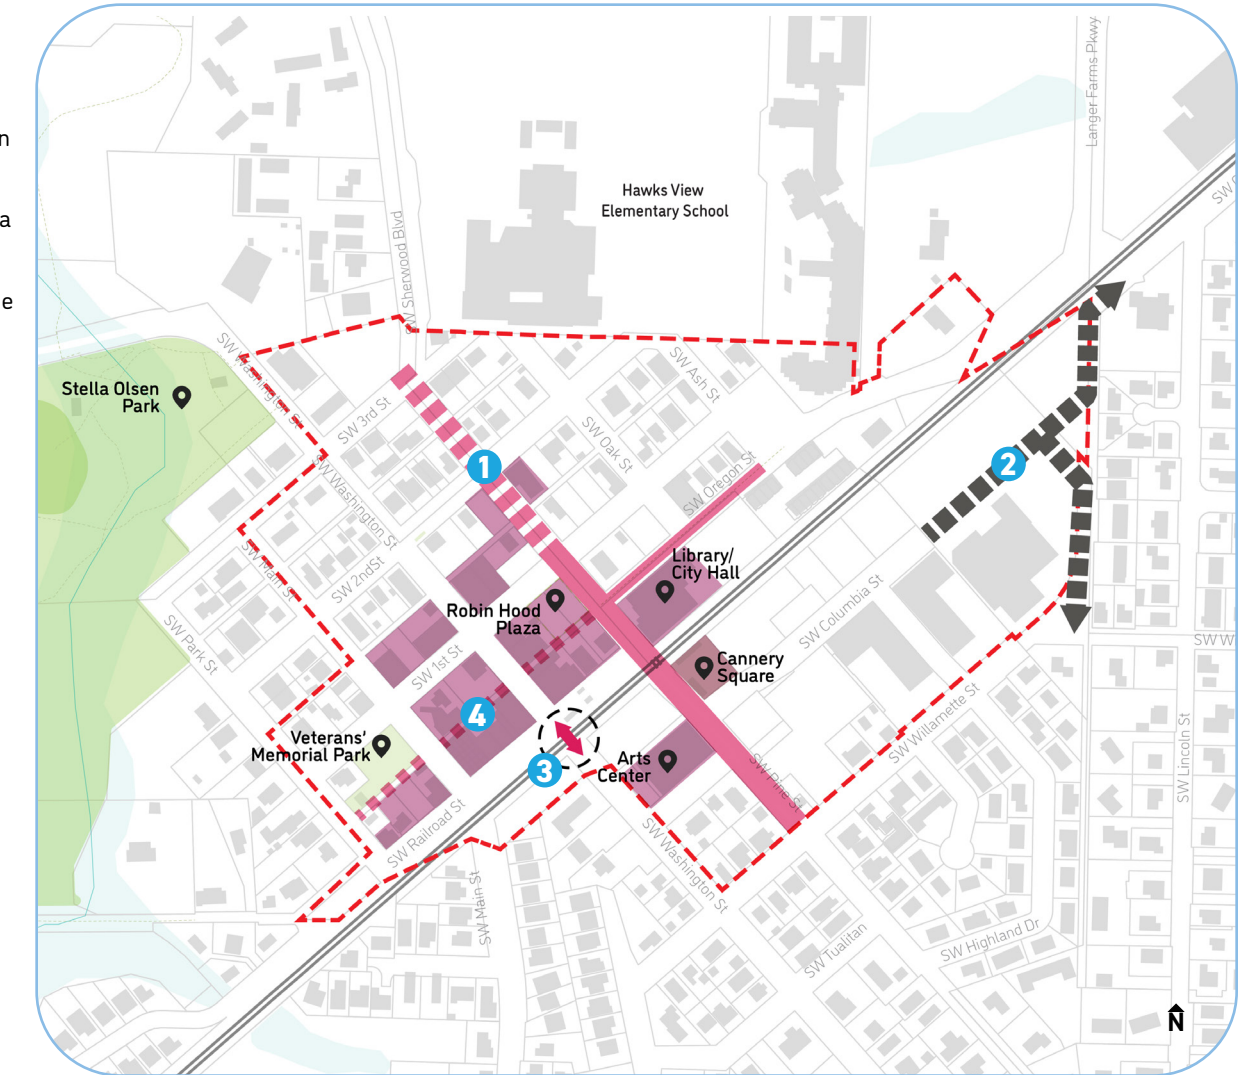 n
a
e
Langer Farms Pkwy
Hawks View
Elementary School
SW Sherwood Blvd
SW Washington St
SW Ash St
Stella Olsen
Park
SW 3rd St
SW Oak St
1
2
SW Washington St
SW Oregon St
SW Main St
SW 2ndSt
Library/
City Hall
Robin Hood
Plaza
SW Columbia St
SW Park St
SW W
SW 1st St
Cannery
Square
4
Veterans'
Memorial Park
3
Arts
Center
SW Pine St
SW Willamette St
SW Lincoln St
SW Railroad St
SW Washington St
SW Main St
SW Tualitan
SW Highland Dr
N